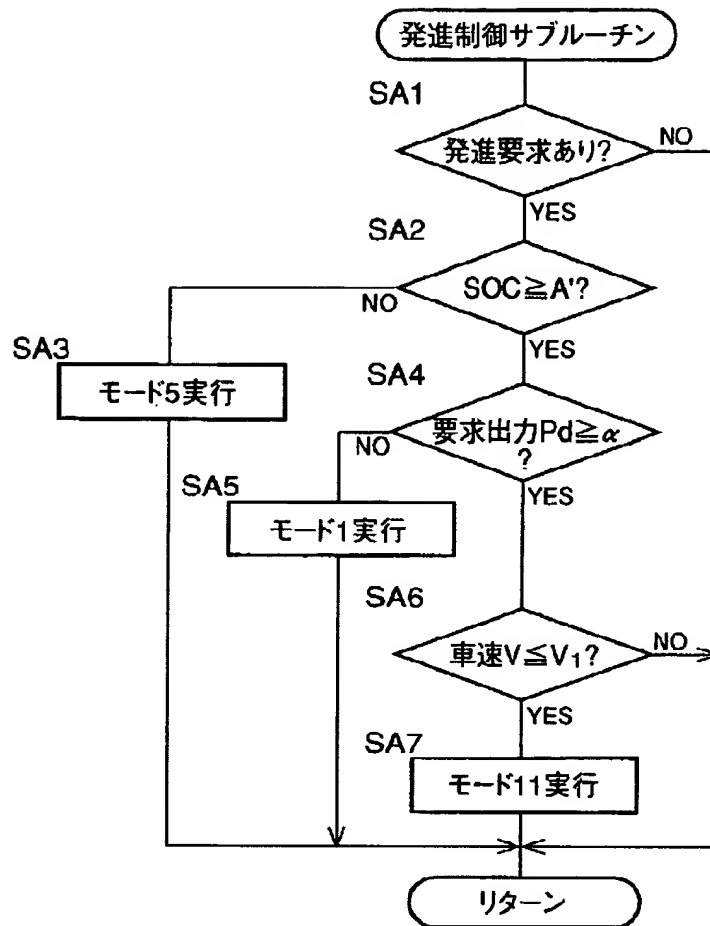 発進制御サブルーチン
SA1
発進要求あり?
NO
YES
SA2
SOC≧A'?
NO
YES
SA3
モード5実行
SA4
要求出力Pd≧α
?
NO
YES
SA5
モード1実行
SA6
車速V≦V₁?
NO
YES
SA7
モード11実行
リターン